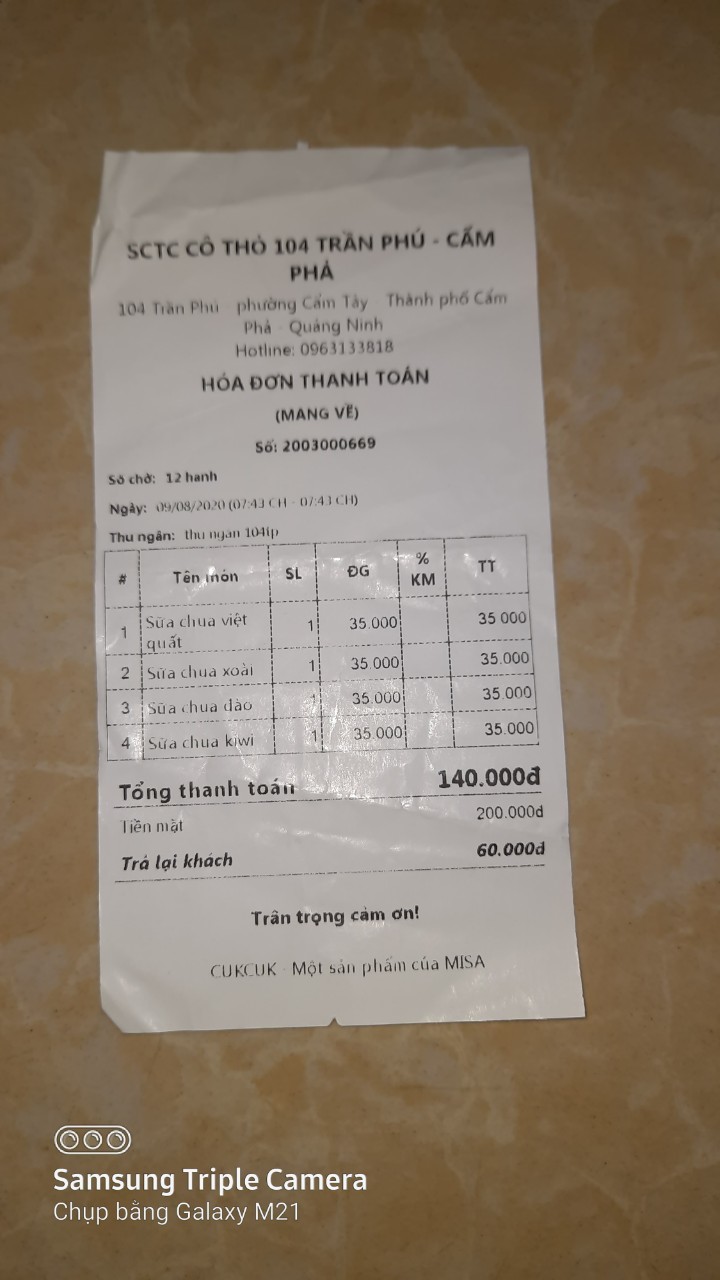 SCTC CÔ THỎ 104 TRẦN PHÚ - CẨM
PHẢ
104 Trần Phú - phường Cẩm Tây - Thành phố Cẩm
Phả - Quảng Ninh
Hotline: 0963133818
HÓA ĐƠN THANH TOÁN
(MANG VỀ)
Số: 2003000669
Số chờ: 12 hanh
Ngày: 09/08/2020 (07:43 CH - 07:43 CH)
Thu ngân: thu ngan 104tp
# Tên món SL ĐG % KM TT
1 Sữa chua việt quất 1 35.000 35.000
2 Sữa chua xoài 1 35.000 35.000
3 Sữa chua dào 1 35.000 35.000
4 Sữa chua kiwi 1 35.000 35.000
Tổng thanh toán 140.000đ
Tiền mặt 200.000đ
Trả lại khách 60.000đ
Trân trọng cảm ơn!
CUKCUK - Một sản phẩm của MISA
Samsung Triple Camera
Chụp bằng Galaxy M21